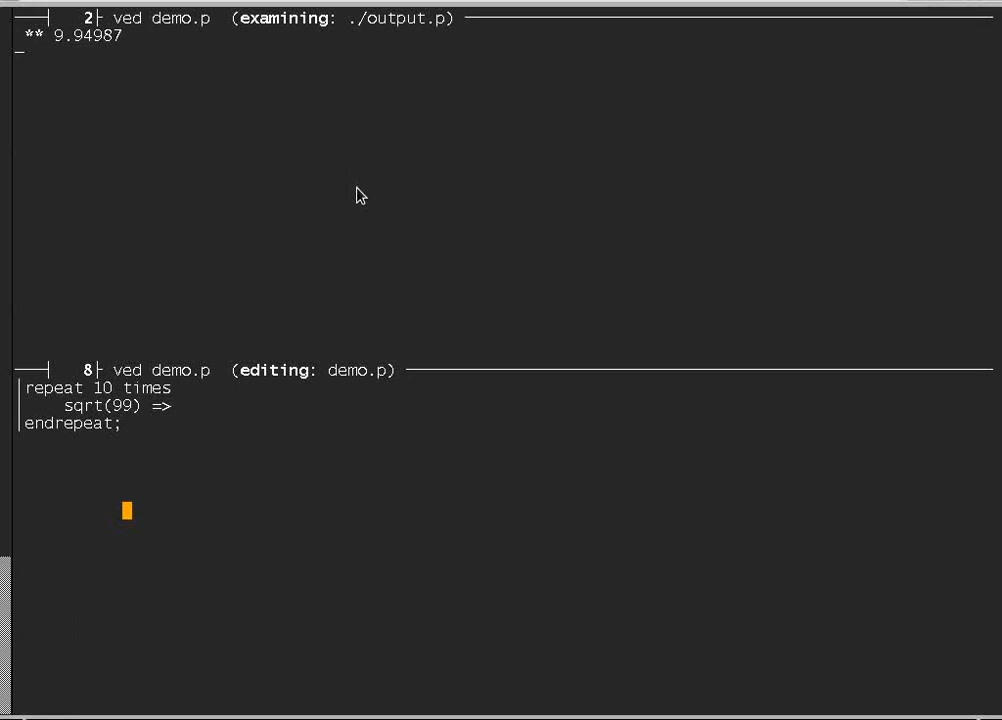 2 ved demo.p (examining: ./output.p)
** 9.94987
8 ved demo.p (editing: demo.p)
repeat 10 times
sqrt(99) =>
endrepeat;